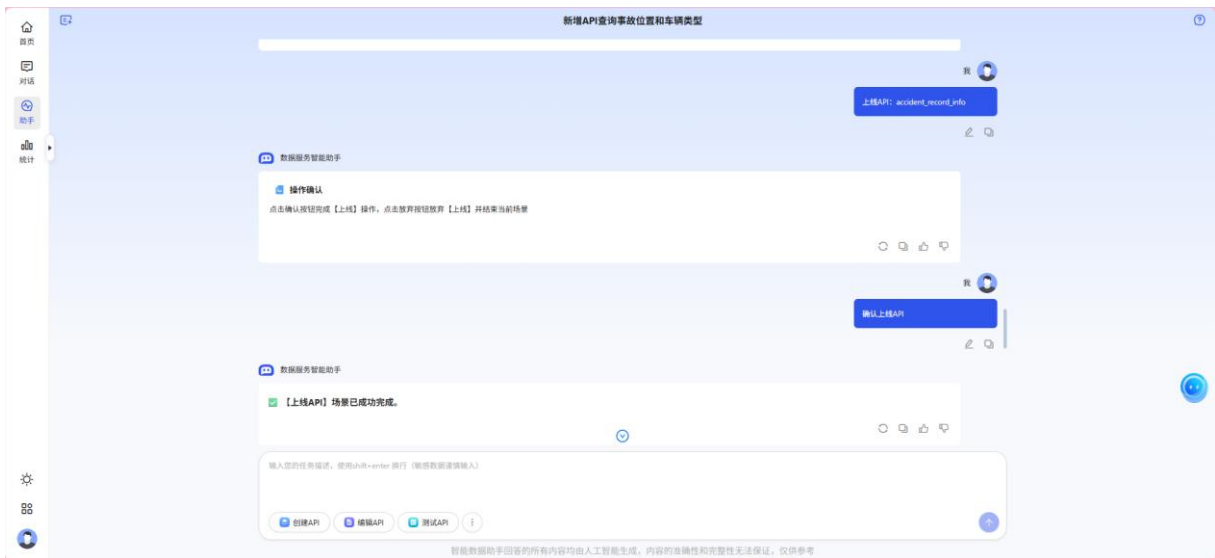 新增API查询事故位置和车辆类型
首页
对话
助手
统计
我
上线API：accident_record_info
数据服务智能助手
操作确认
点击确认按钮完成【上线】操作，点击放弃按钮放弃【上线】并结束当前场景
我
确认上线API
数据服务智能助手
【上线API】场景已成功完成。
输入您的任务描述，使用shift+enter 换行（敏感数据谨慎输入）
创建API
编辑API
测试API
智能数据助手回答的所有内容均由人工智能生成，内容的准确性和完整性无法保证，仅供参考